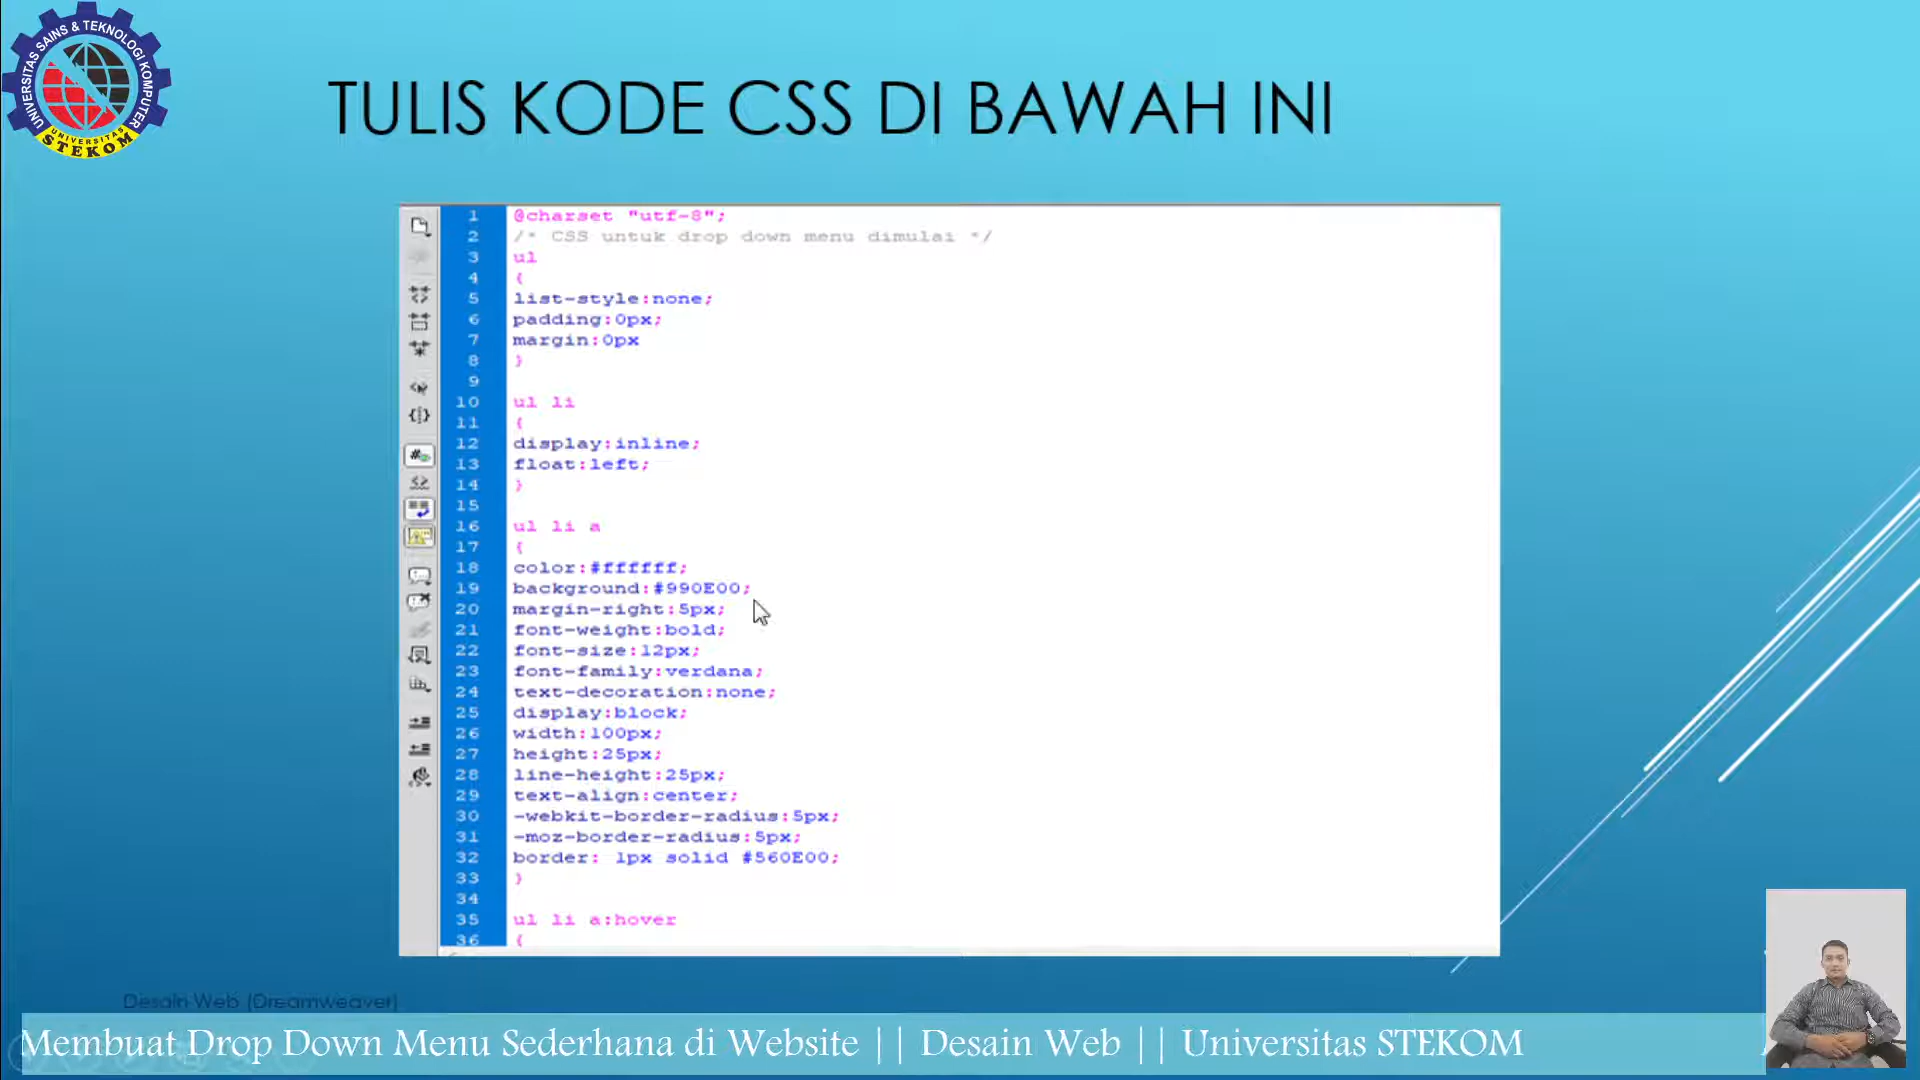 UNIVERSITAS SAINS & TEKNOLOGI KOMPUTER
UNIVERSITAS
STEKOM
TULIS KODE CSS DI BAWAH INI
1 @charset "utf-8";
2 /* CSS untuk drop down menu dimulai */
3 ul
4 {
5 list-style:none;
6 padding:0px;
7 margin:0px
8 }
9
10 ul li
11 {
12 display:inline;
13 float:left;
14 }
15
16 ul li a
17 {
18 color:#ffffff;
19 background:#990E00;
20 margin-right:5px;
21 font-weight:bold;
22 font-size:12px;
23 font-family:verdana;
24 text-decoration:none;
25 display:block;
26 width:100px;
27 height:25px;
28 line-height:25px;
29 text-align:center;
30 -webkit-border-radius:5px;
31 -moz-border-radius:5px;
32 border: 1px solid #560E00;
33 }
34
35 ul li a:hover
36 {
Desain Web (Dreamweaver)
Membuat Drop Down Menu Sederhana di Website || Desain Web || Universitas STEKOM